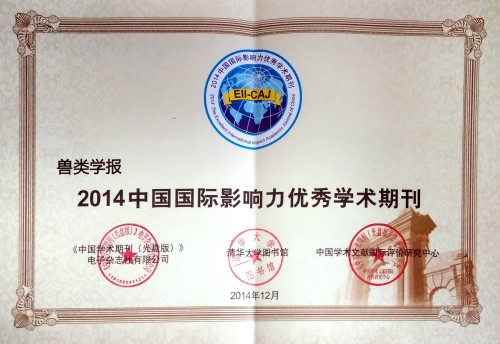 2014中国国际影响力优秀学术期刊
EII-CAJ
兽类学报
2014中国国际影响力优秀学术期刊
《中国学术期刊（光盘版）》
电子杂志社有限公司
清华大学图书馆
中国学术文献国际评价研究中心
2014年12月